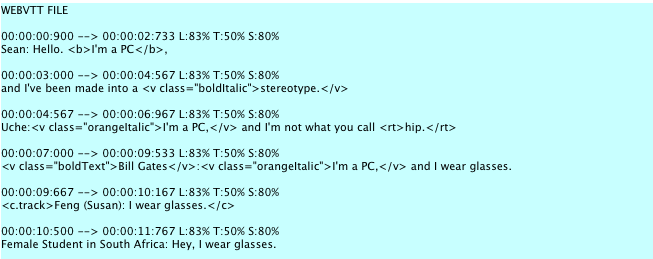 WEBVTT FILE
00:00:00:900 --> 00:00:02:733 L:83% T:50% S:80%
Sean: Hello. <b>I'm a PC</b>,
00:00:03:000 --> 00:00:04:567 L:83% T:50% S:80%
and I've been made into a <v class="boldItalic">stereotype.</v>
00:00:04:567 --> 00:00:06:967 L:83% T:50% S:80%
Uche:<v class="orangeItalic">I'm a PC,</v> and I'm not what you call <rt>hip.</rt>
00:00:07:000 --> 00:00:09:533 L:83% T:50% S:80%
<v class="boldText">Bill Gates</v>:<v class="orangeItalic">I'm a PC,</v> and I wear glasses.
00:00:09:667 --> 00:00:10:167 L:83% T:50% S:80%
<c.track>Feng (Susan): I wear glasses.</c>
00:00:10:500 --> 00:00:11:767 L:83% T:50% S:80%
Female Student in South Africa: Hey, I wear glasses.